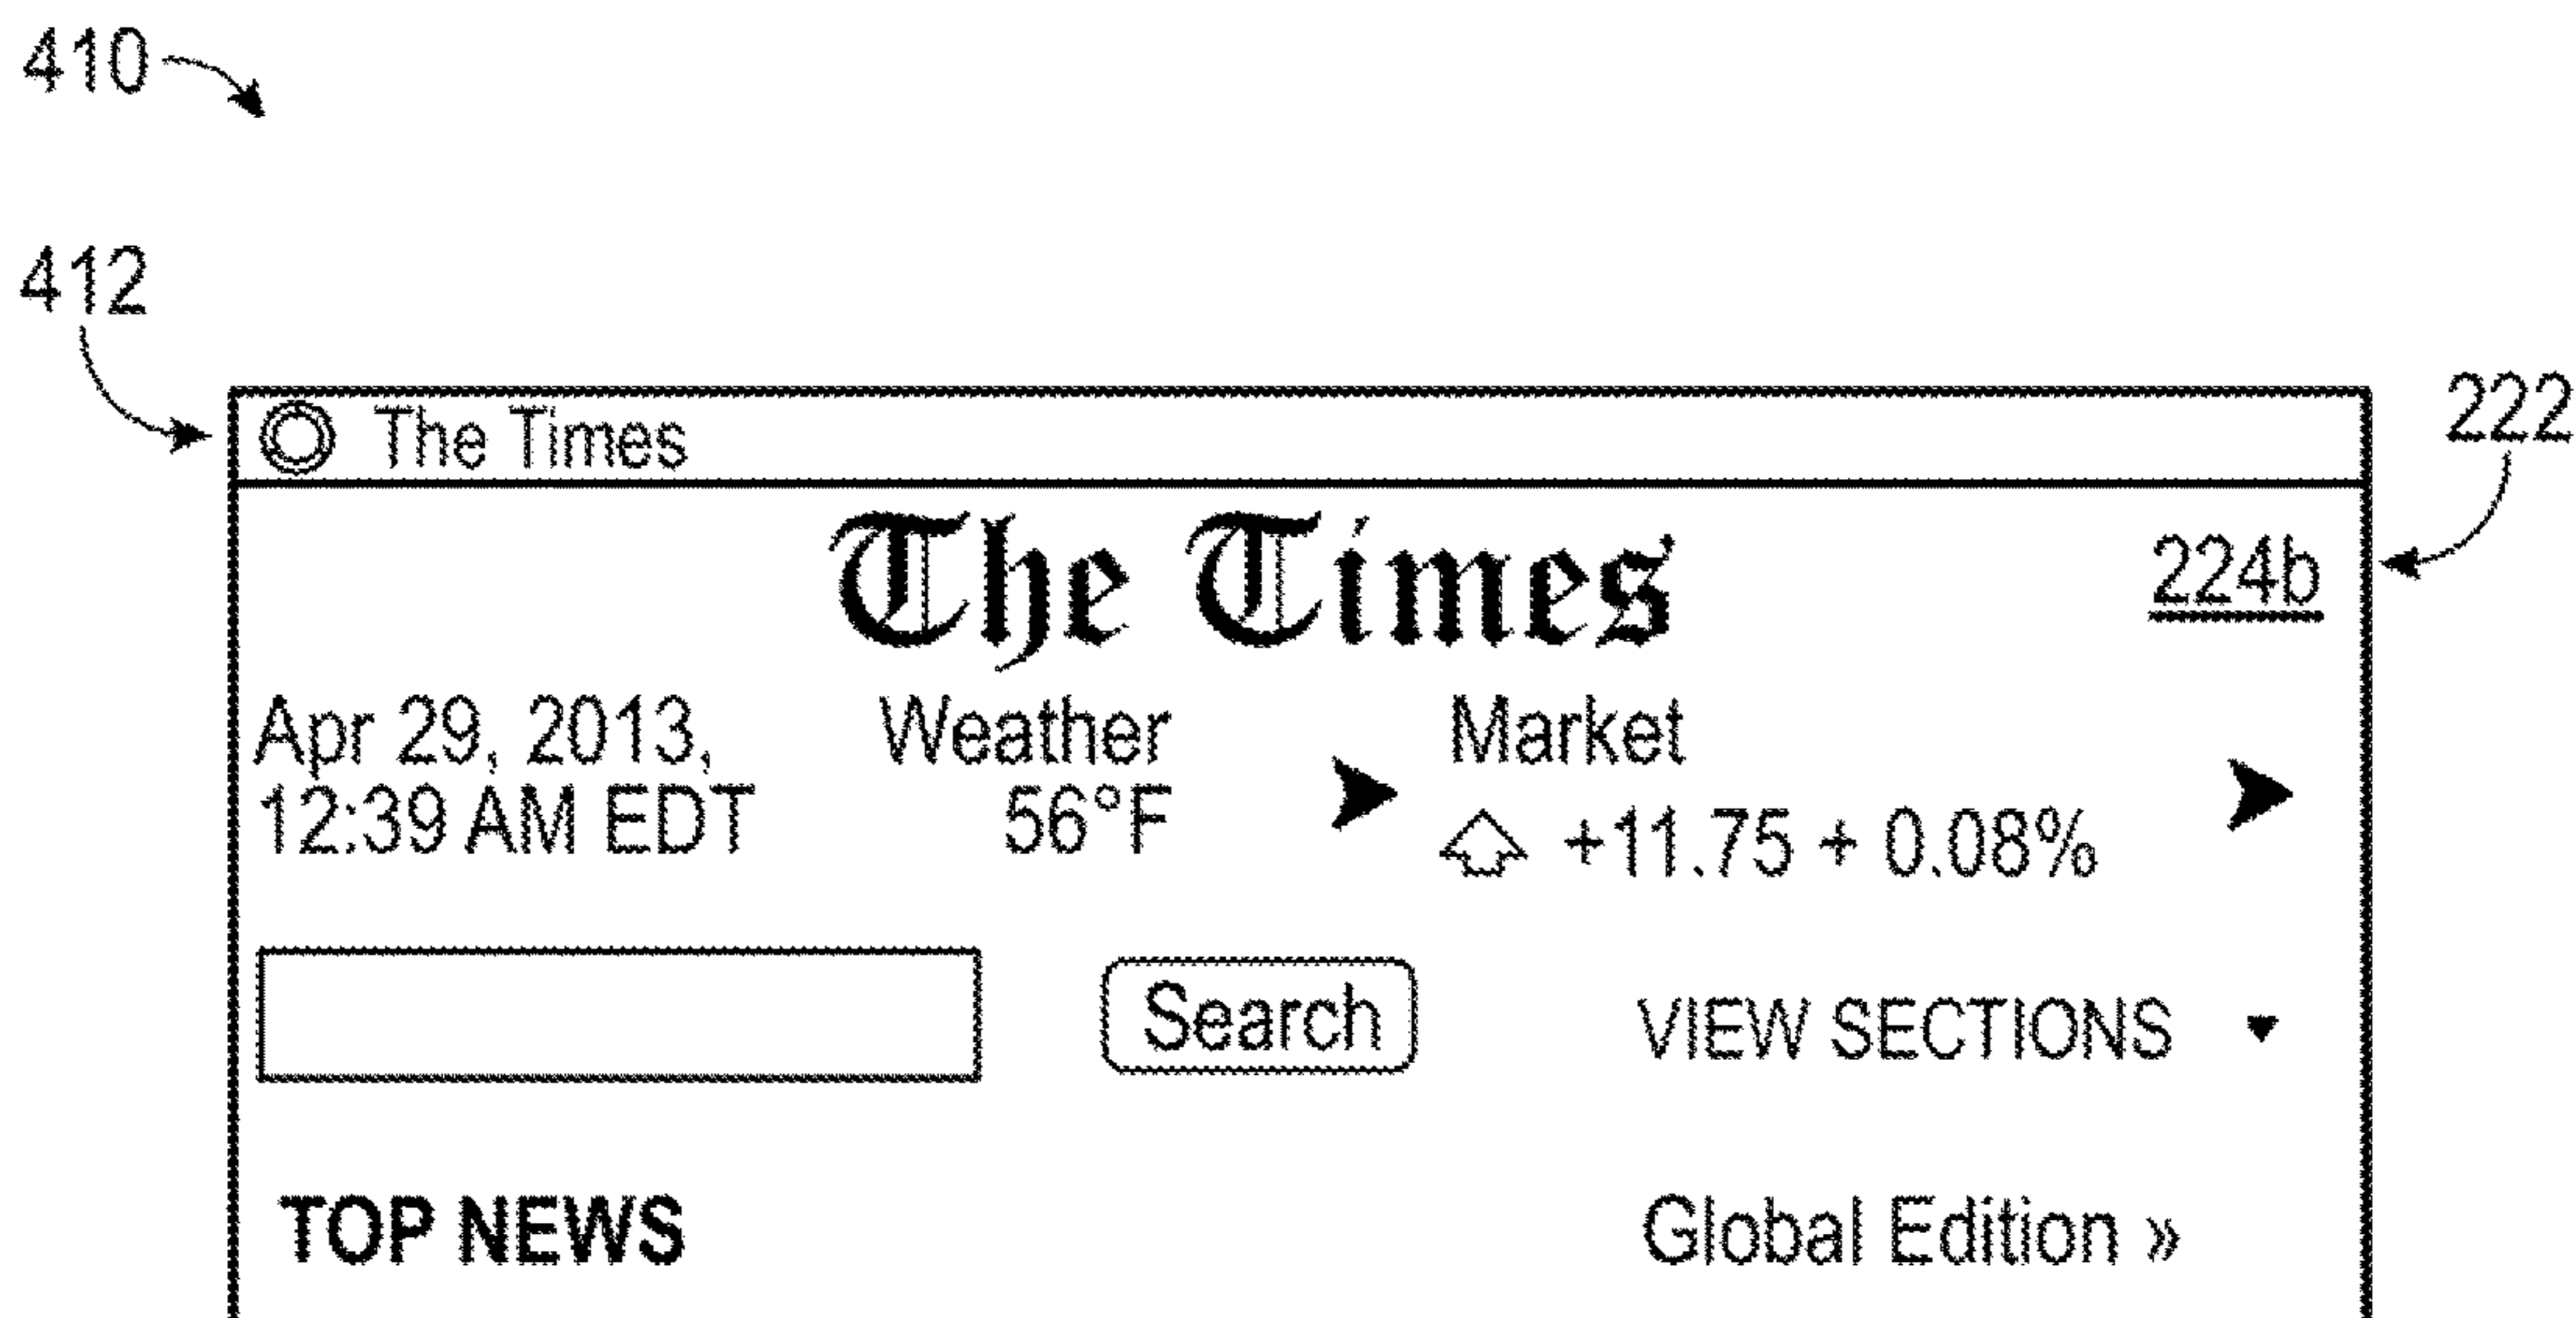 410
412
222
The Times
The Times
224b
Apr 29, 2013,
12:39 AM EDT
Weather
56°F
Market
+11.75 + 0.08%
Search
VIEW SECTIONS
TOP NEWS
Global Edition »